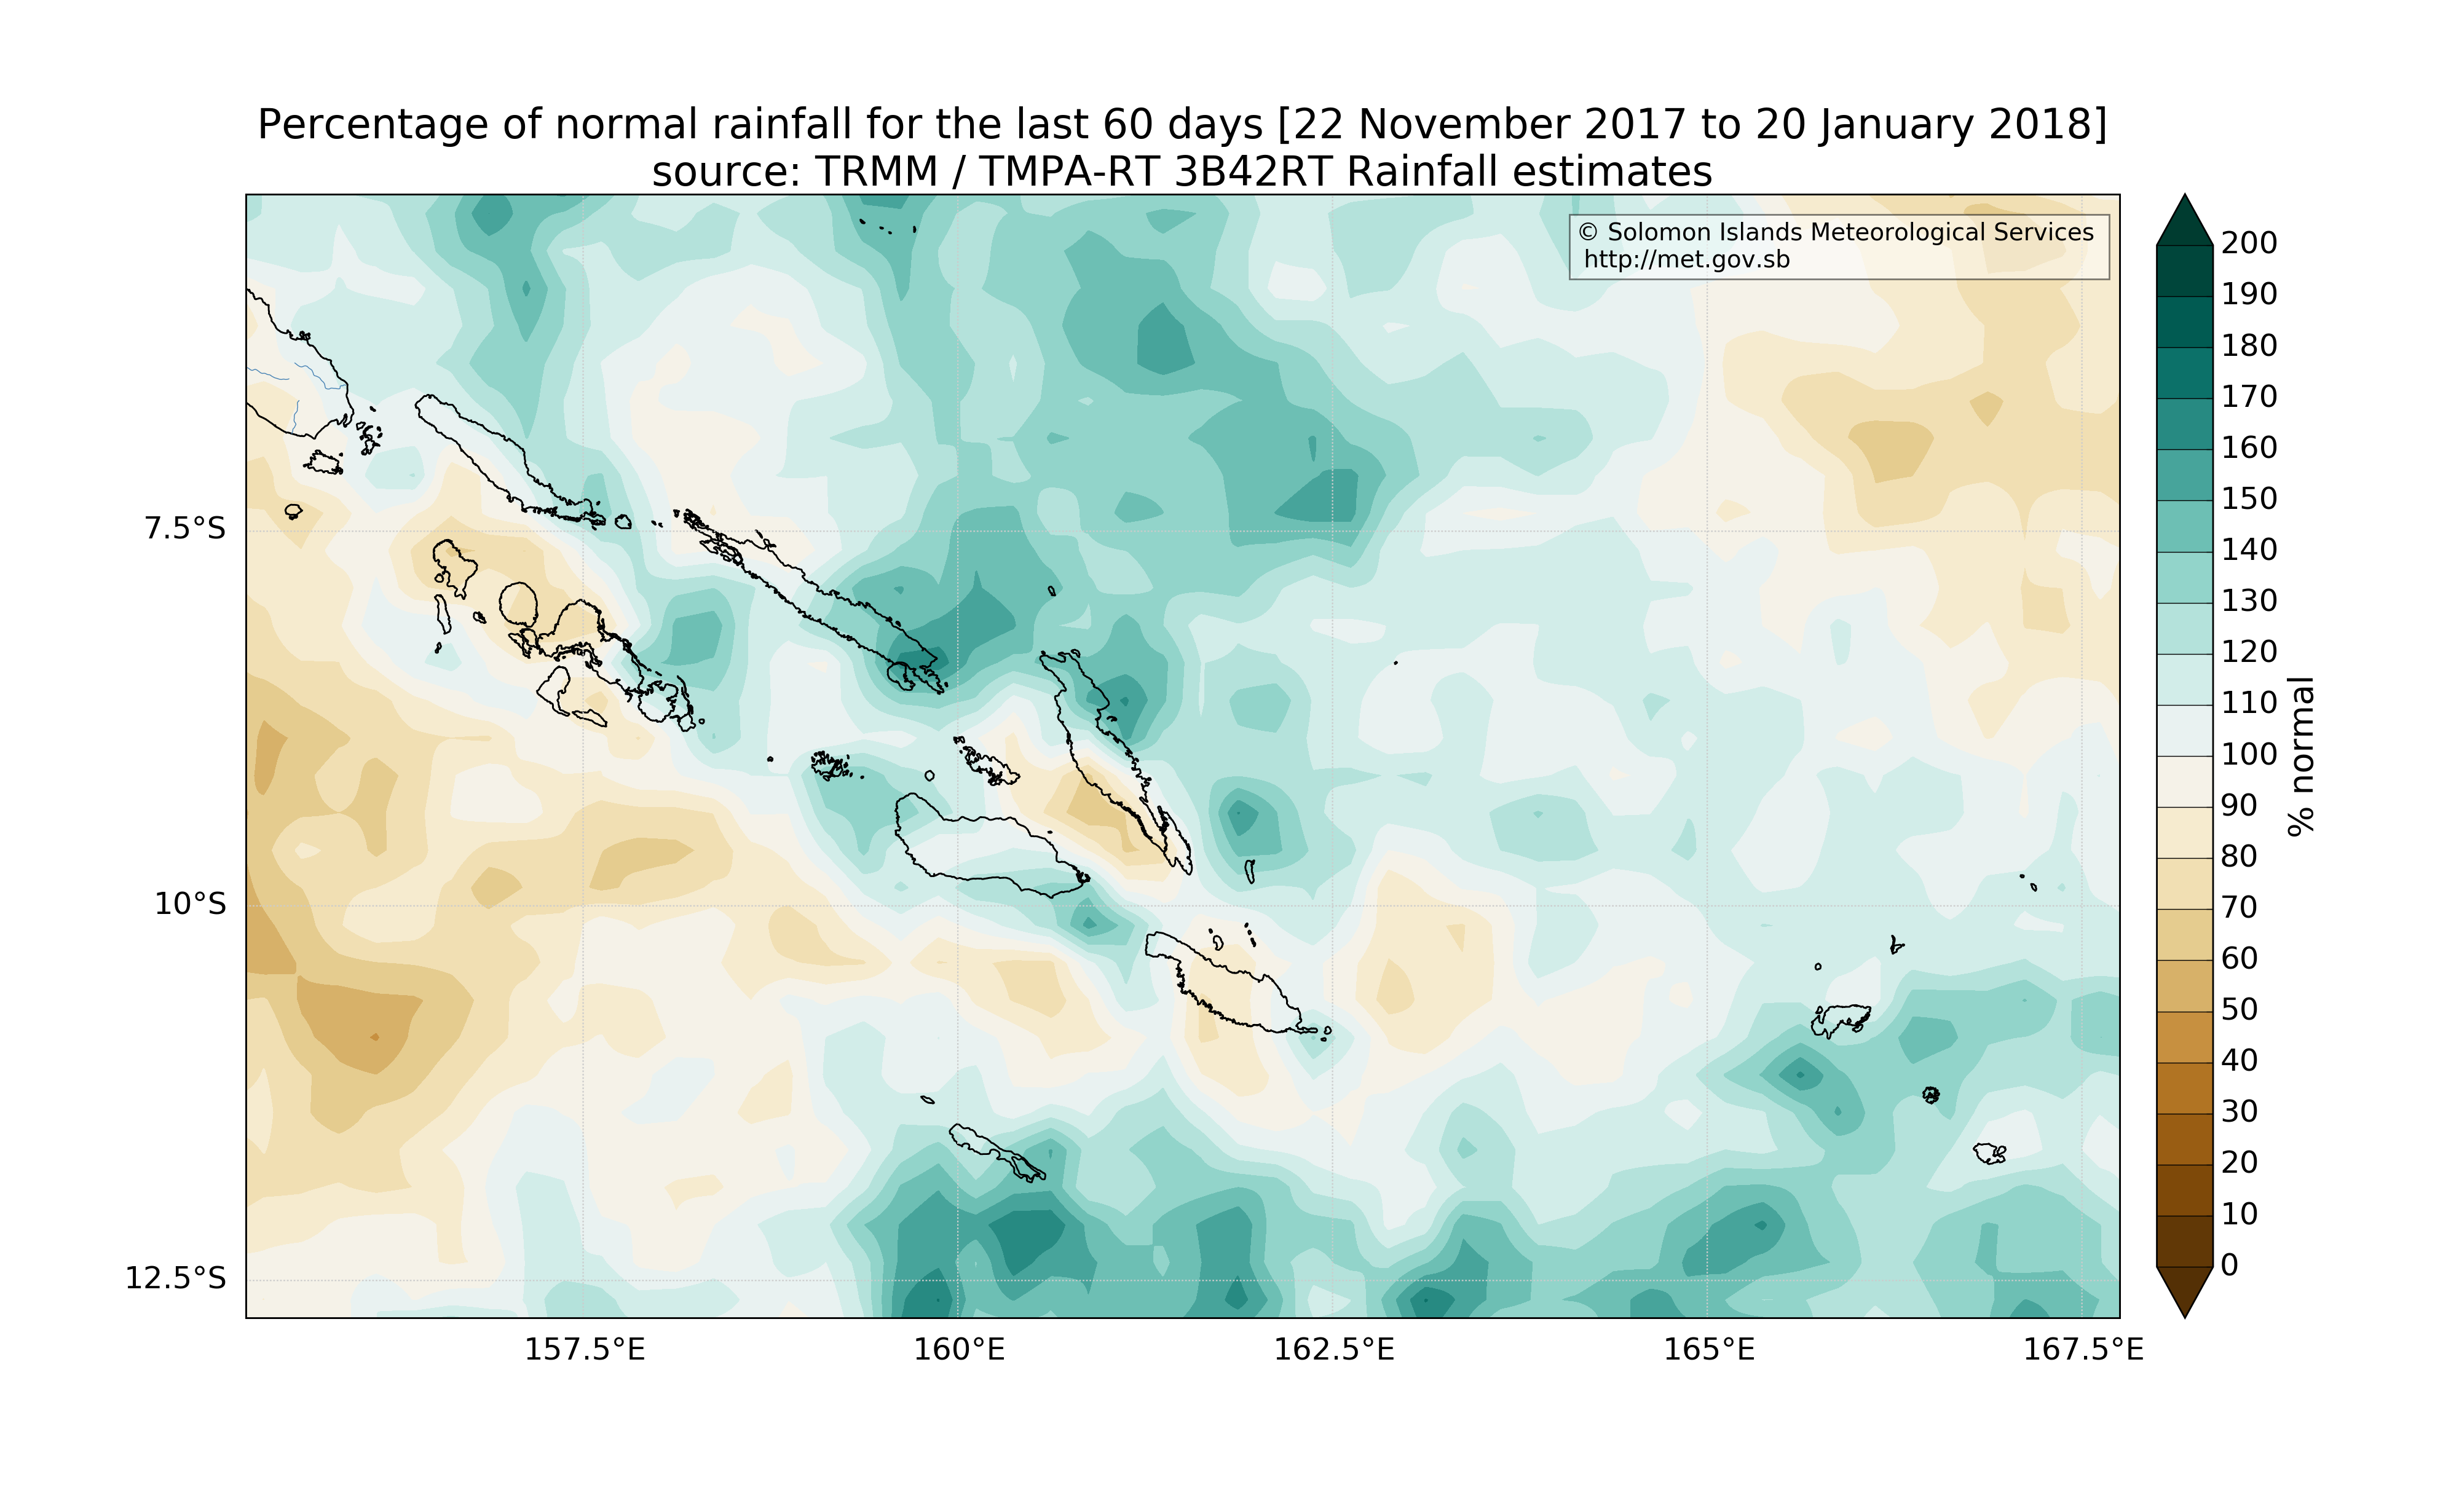 Percentage of normal rainfall for the last 60 days [22 November 2017 to 20 January 2018]
source: TRMM / TMPA-RT 3B42RT Rainfall estimates
© Solomon Islands Meteorological Services
http://met.gov.sb
7.5°S
10°S
12.5°S
157.5°E
160°E
162.5°E
165°E
167.5°E
200
190
180
170
160
150
140
130
120
110
100
90
80
70
60
50
40
30
20
10
0
% normal